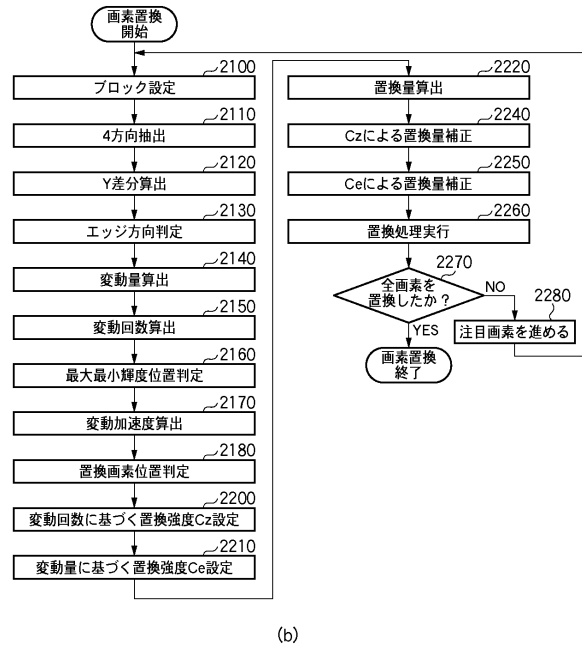 画素置換
開始
2100
ブロック設定
2110
4方向抽出
2120
Y差分算出
2130
エッジ方向判定
2140
変動量算出
2150
変動回数算出
2160
最大最小輝度位置判定
2170
変動加速度算出
2180
置換画素位置判定
2200
変動回数に基づく置換強度Cz設定
2210
変動量に基づく置換強度Ce設定
2220
置換量算出
2240
Czによる置換量補正
2250
Ceによる置換量補正
2260
置換処理実行
2270
全画素を
置換したか?
NO
YES
2280
注目画素を進める
画素置換
終了
(b)